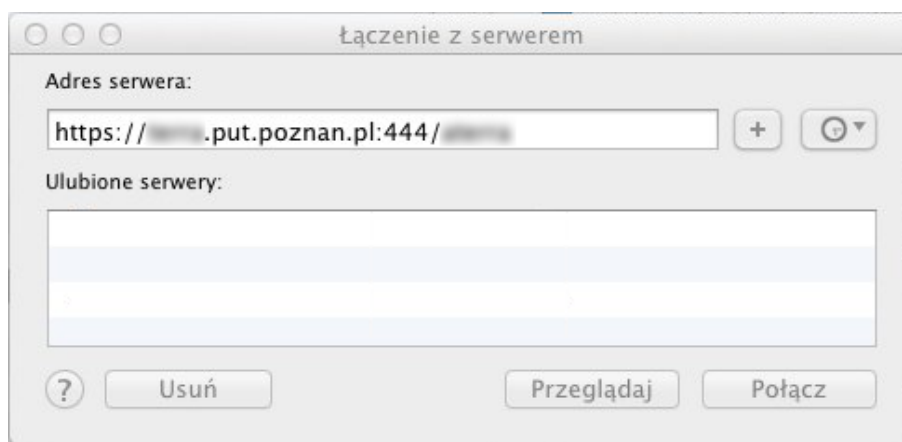 Łączenie z serwerem
Adres serwera:
https:// .put.poznan.pl:444/
+
Ulubione serwery:
? Usuń Przeglądaj Połącz